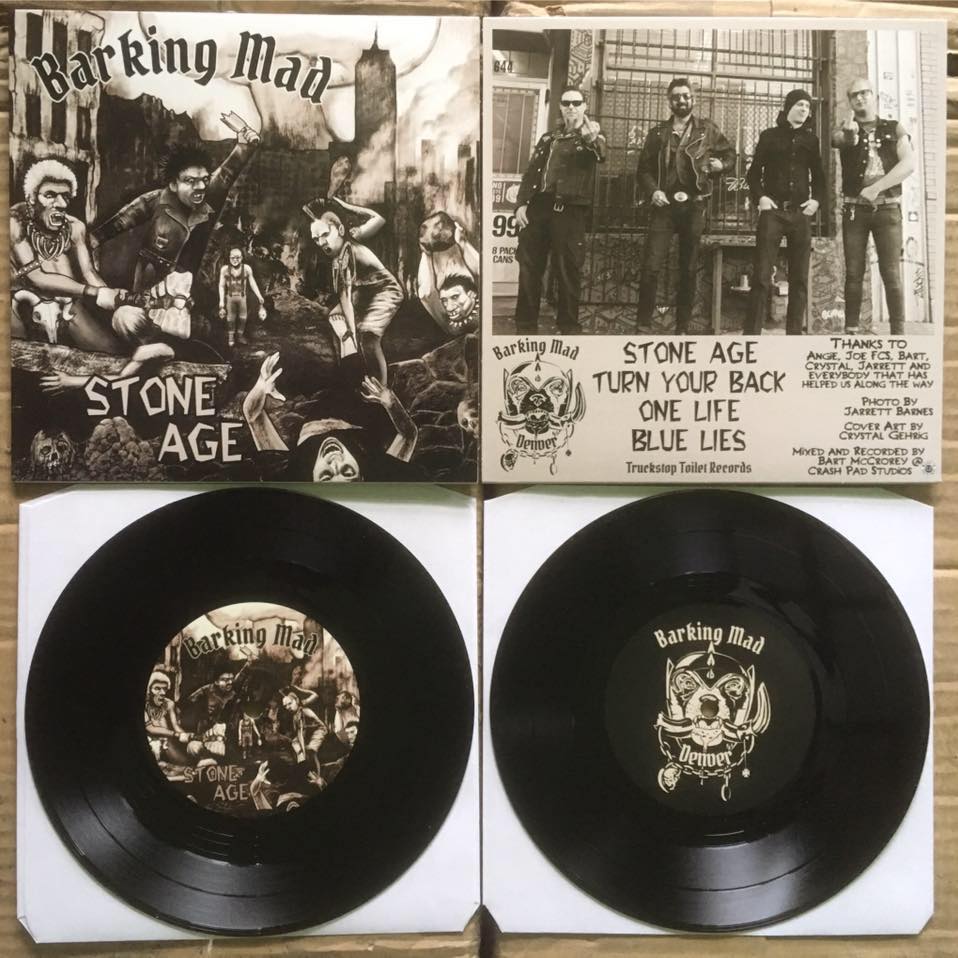 Barking Mad
STONE
AGE
644
99
8 PACK
CANS
Barking Mad
Denver
STONE AGE
TURN YOUR BACK
ONE LIFE
BLUE LIES
Truckstop Toilet Records
THANKS TO
ANGE, JOE FCS, BART,
CRYSTAL, JARRETT AND
EVERYBODY THAT HAS
HELPED US ALONG THE WAY
PHOTO BY
JARRETT BARNES
COVER ART BY
CRYSTAL GEHRIG
MIXED AND RECORDED BY
BART MCCROREY @
CRASH PAD STUDIOS
Barking Mad
STONE
AGE
Barking Mad
Denver